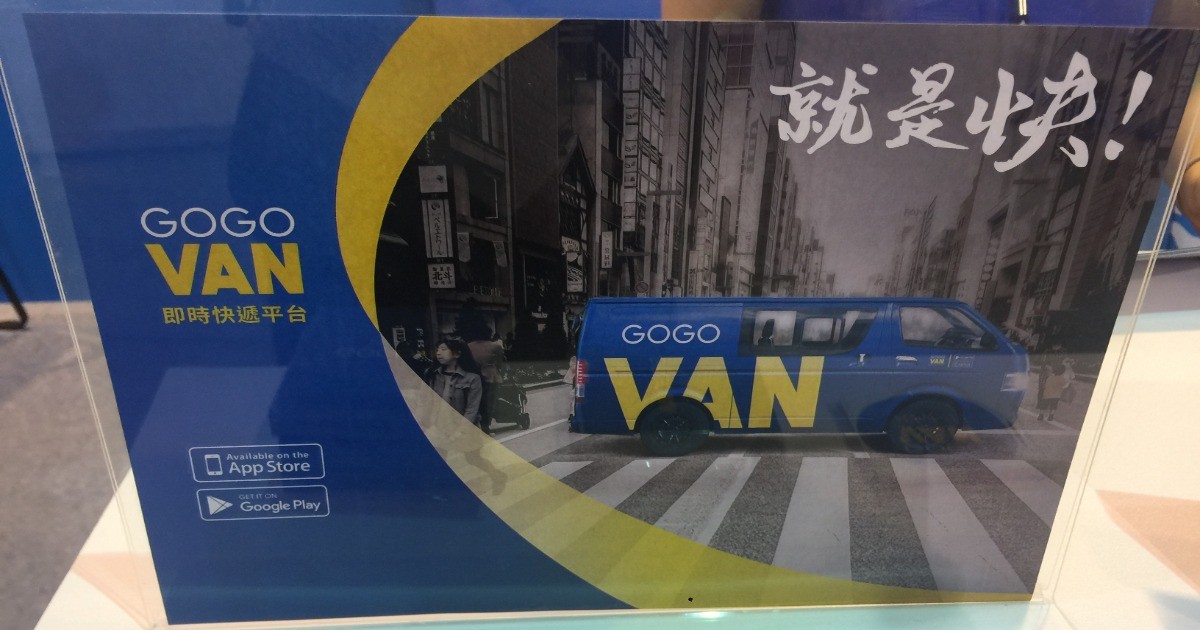 GOGO
VAN
即時快遞平台
Available on the
App Store
GET IT ON
Google Play
就是快!
GOGO
VAN
VAN